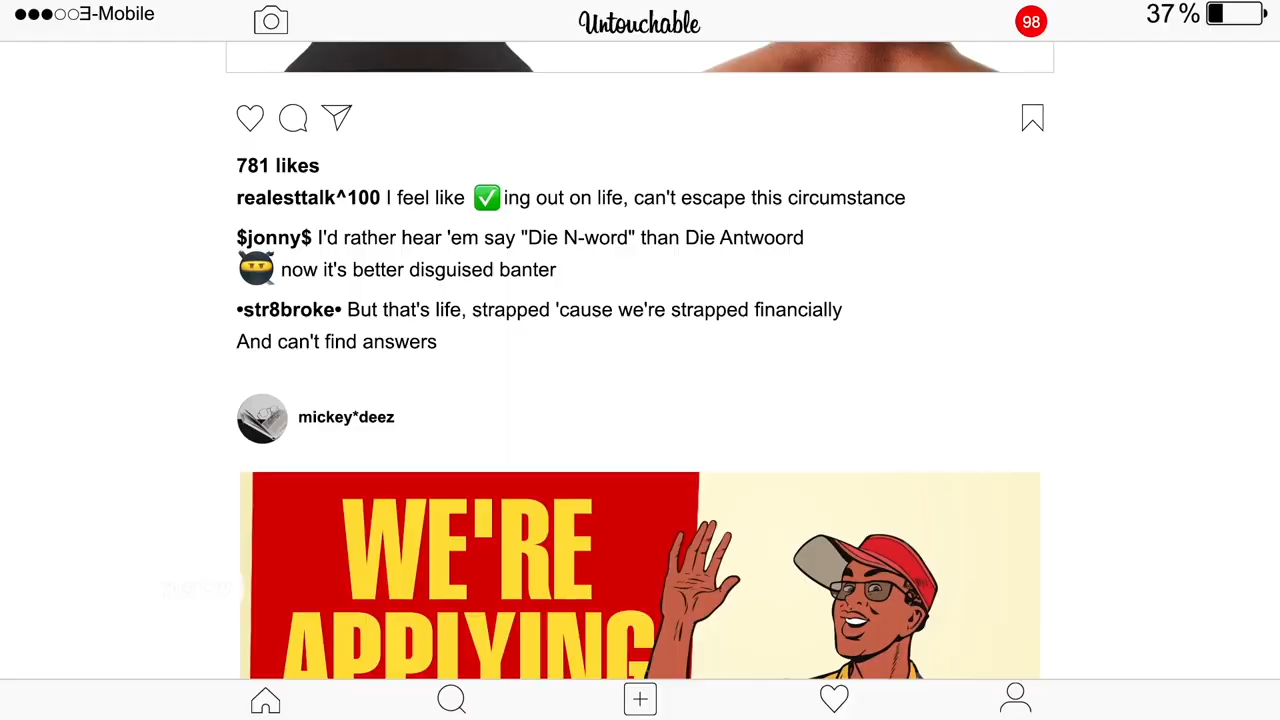 ●●●○○Ǝ-Mobile
Untouchable
98
37%
781 likes
realesttalk^100 I feel like ✅ing out on life, can't escape this circumstance
$jonny$ I'd rather hear 'em say "Die N-word" than Die Antwoord
now it's better disguised banter
•str8broke• But that's life, strapped 'cause we're strapped financially
And can't find answers
mickey*deez
WE'RE
APPLYING